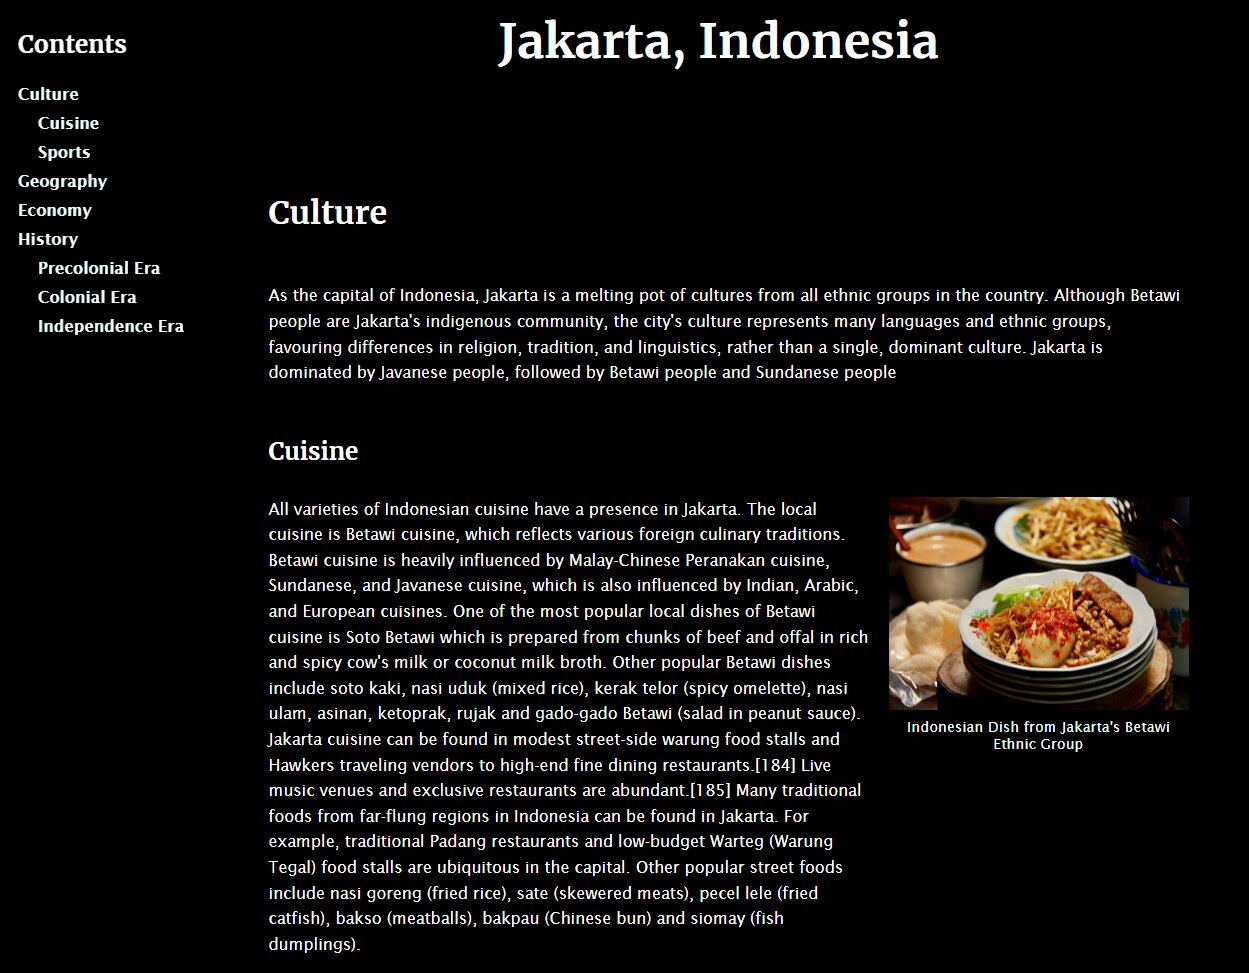 Contents
Culture
Cuisine
Sports
Geography
Economy
History
Precolonial Era
Colonial Era
Independence Era
Jakarta, Indonesia
Culture
As the capital of Indonesia, Jakarta is a melting pot of cultures from all ethnic groups in the country. Although Betawi
people are Jakarta's indigenous community, the city's culture represents many languages and ethnic groups,
favouring differences in religion, tradition, and linguistics, rather than a single, dominant culture. Jakarta is
dominated by Javanese people, followed by Betawi people and Sundanese people
Cuisine
All varieties of Indonesian cuisine have a presence in Jakarta. The local
cuisine is Betawi cuisine, which reflects various foreign culinary traditions.
Betawi cuisine is heavily influenced by Malay-Chinese Peranakan cuisine,
Sundanese, and Javanese cuisine, which is also influenced by Indian, Arabic,
and European cuisines. One of the most popular local dishes of Betawi
cuisine is Soto Betawi which is prepared from chunks of beef and offal in rich
and spicy cow's milk or coconut milk broth. Other popular Betawi dishes
include soto kaki, nasi uduk (mixed rice), kerak telor (spicy omelette), nasi
ulam, asinan, ketoprak, rujak and gado-gado Betawi (salad in peanut sauce).
Jakarta cuisine can be found in modest street-side warung food stalls and
Hawkers traveling vendors to high-end fine dining restaurants.[184] Live
music venues and exclusive restaurants are abundant.[185] Many traditional
foods from far-flung regions in Indonesia can be found in Jakarta. For
example, traditional Padang restaurants and low-budget Warteg (Warung
Tegal) food stalls are ubiquitous in the capital. Other popular street foods
include nasi goreng (fried rice), sate (skewered meats), pecel lele (fried
catfish), bakso (meatballs), bakpau (Chinese bun) and siomay (fish
dumplings).
Indonesian Dish from Jakarta's Betawi
Ethnic Group